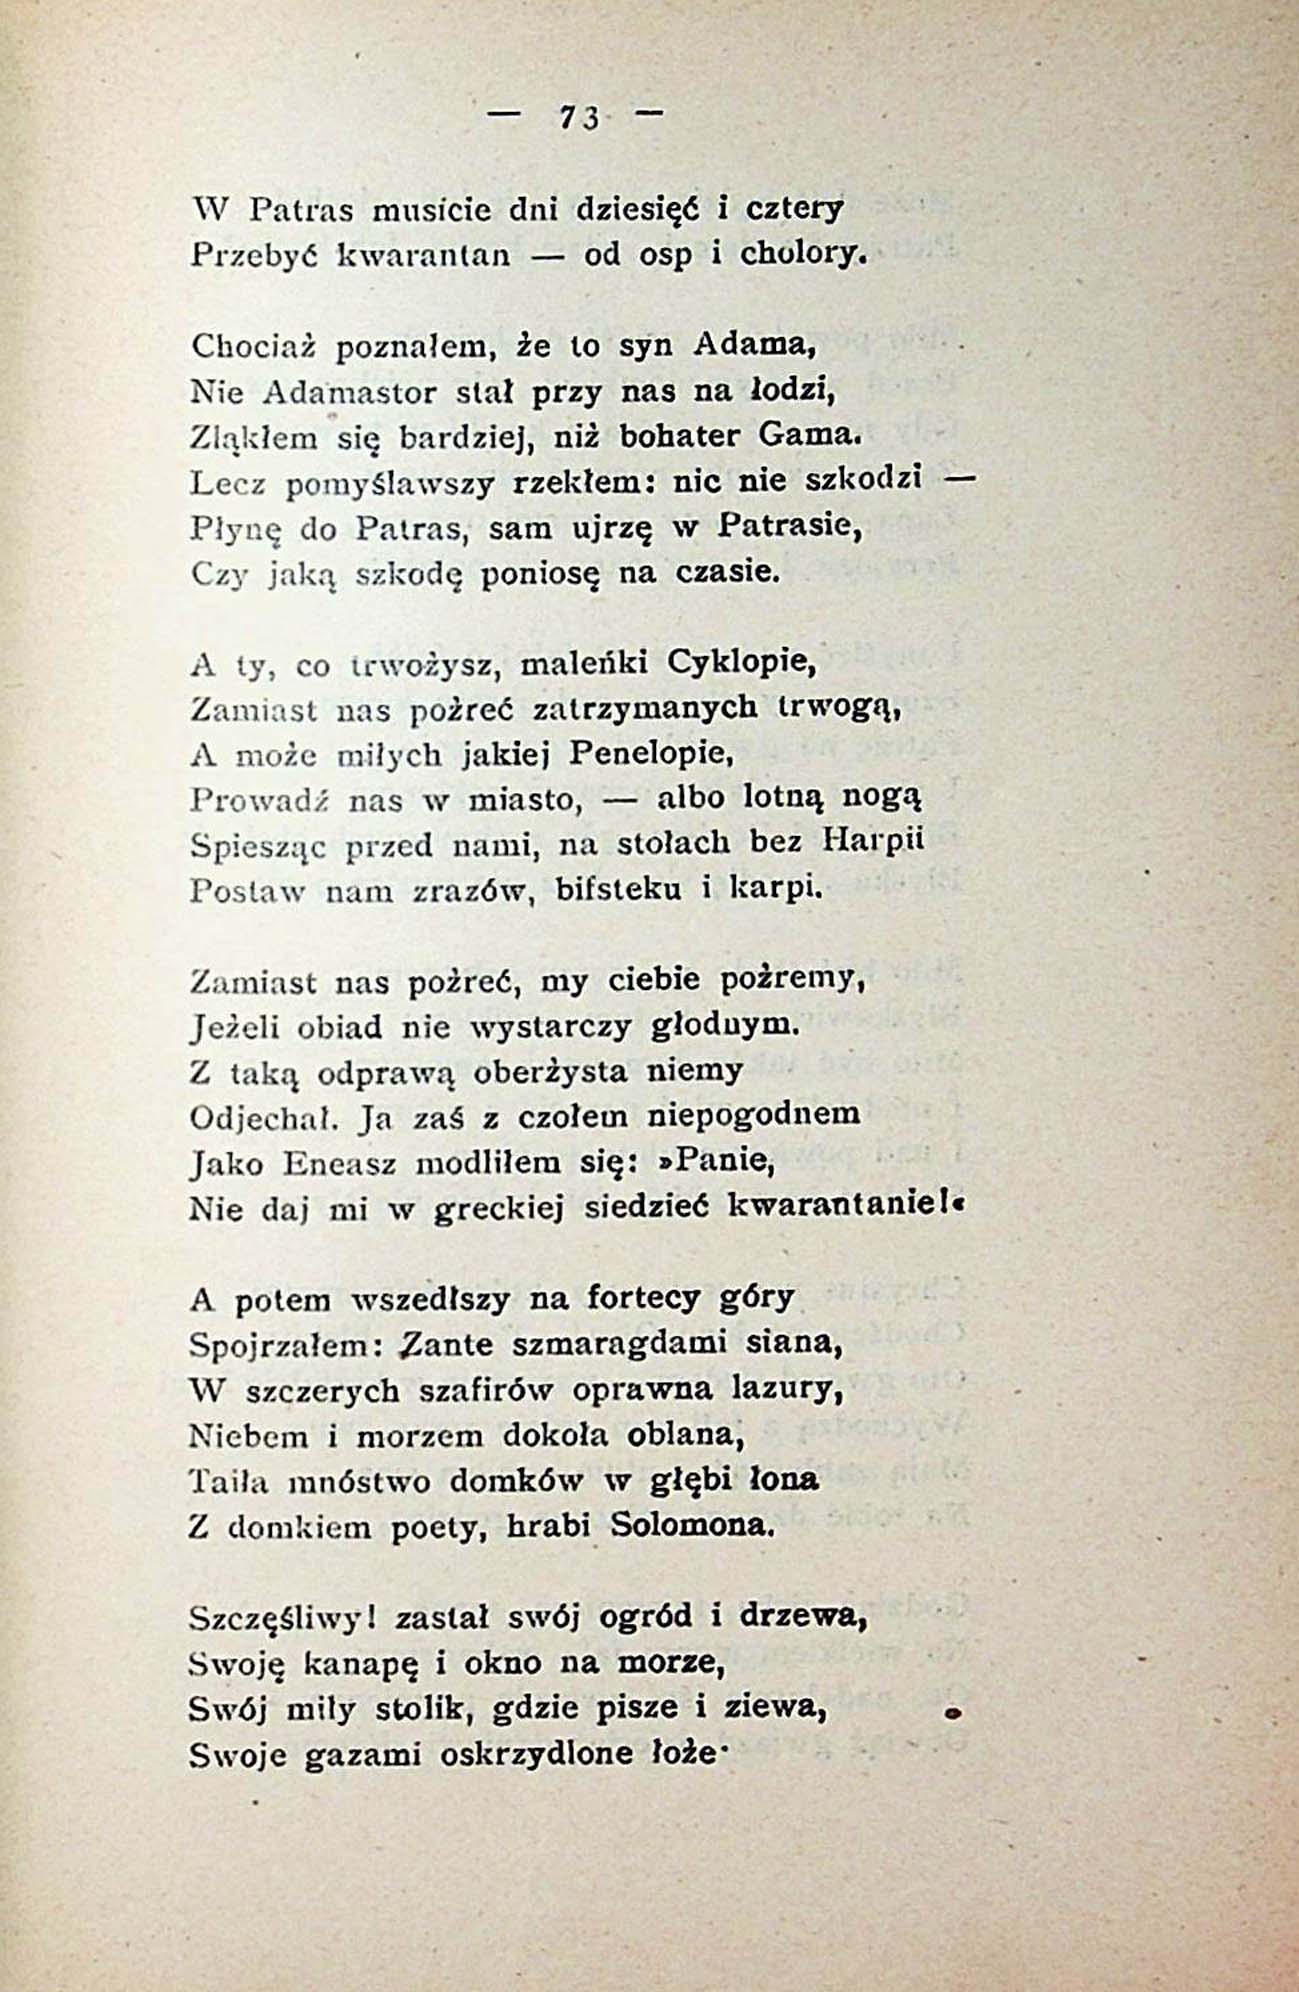 — 73 —
W Patras musicie dni dziesięć i cztery
Przebyć kwarantan — od osp i cholory.
Chociaż poznałem, że to syn Adama,
Nie Adamastor stał przy nas na łodzi,
Zląkłem się bardziej, niż bohater Gama.
Lecz pomyślawszy rzekłem: nic nie szkodzi —
Płynę do Patras, sam ujrzę w Patrasie,
Czy jaką szkodę poniosę na czasie.
A ty, co trwożysz, maleńki Cyklopie,
Zamiast nas pożreć zatrzymanych trwogą,
A może miłych jakiej Penelopie,
Prowadź nas w miasto, — albo lotną nogą
Spiesząc przed nami, na stołach bez Harpii
Postaw nam zrazów, bifsteku i karpi.
Zamiast nas pożreć, my ciebie pożremy,
Jeżeli obiad nie wystarczy głodnym.
Z taką odprawą oberżysta niemy
Odjechał. Ja zaś z czołem niepogodnem
Jako Eneasz modliłem się: »Panie,
Nie daj mi w greckiej siedzieć kwarantanie!«
A potem wszedłszy na fortecy góry
Spojrzałem: Zante szmaragdami siana,
W szczerych szafirów oprawna lazury,
Niebem i morzem dokoła oblana,
Taiła mnóstwo domków w głębi łona
Z domkiem poety, hrabi Solomona.
Szczęśliwy! zastał swój ogród i drzewa,
Swoję kanapę i okno na morze,
Swój miły stolik, gdzie pisze i ziewa,
Swoje gazami oskrzydlone łoże·